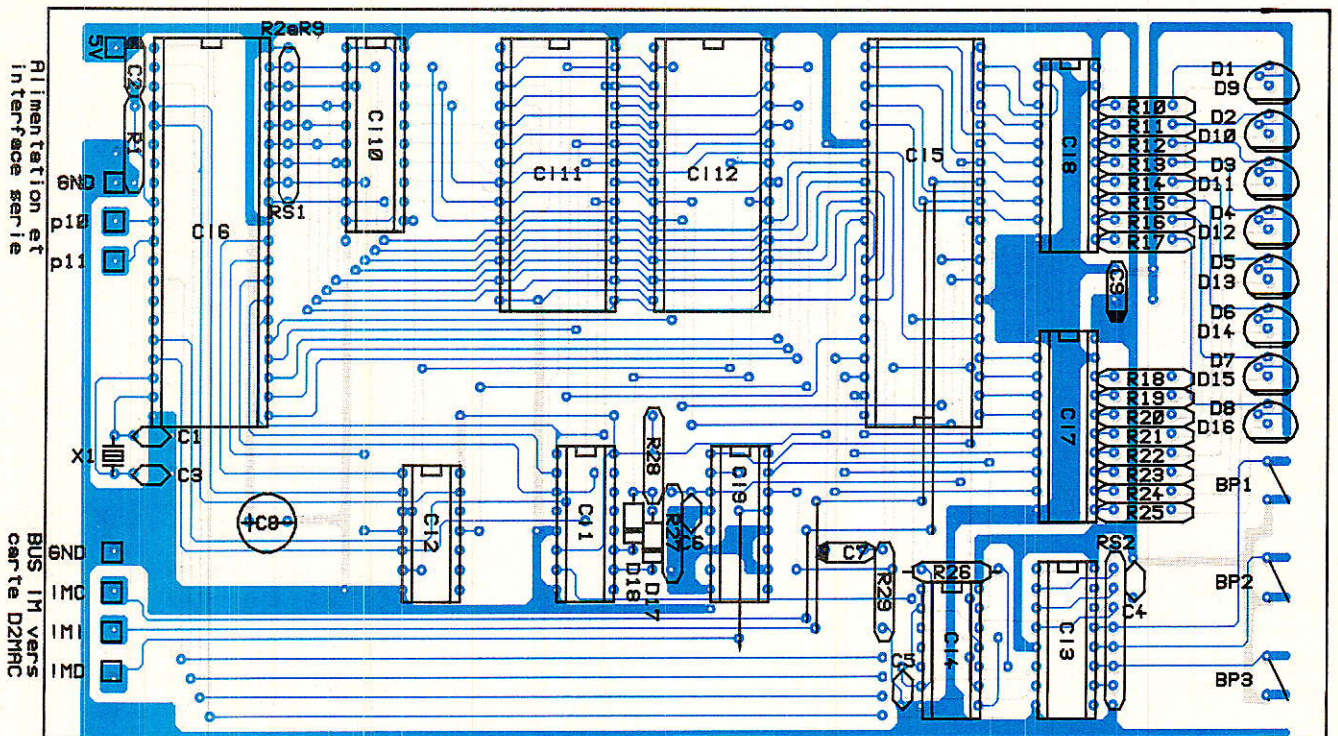 5V
GND
p10
p11
Alimentation et
interface serie
GND
IMC
IMI
IMD
BUS IM vers
carte D2MAC
C2
R1
R2aR9
RS1
CI6
CI10
CI11
CI12
CI5
CI8
C9
CI7
R10
R11
R12
R13
R14
R15
R16
R17
R18
R19
R20
R21
R22
R23
R24
R25
D1
D9
D2
D10
D3
D11
D4
D12
D5
D13
D6
D14
D7
D15
D8
D16
X1
C1
C3
C8
CI2
CI1
R28
D18
D17
R27
C6
CI9
C7
R29
R26
C5
CI4
CI3
RS2
C4
BP1
BP2
BP3